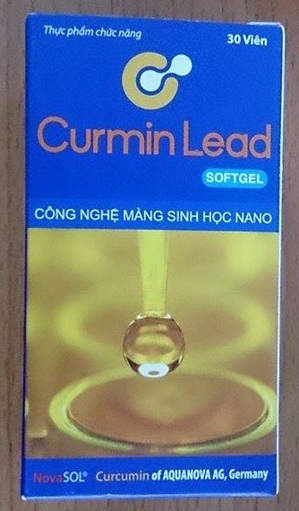 Thực phẩm chức năng
30 Viên
Curmin Lead
SOFTGEL
CÔNG NGHỆ MÀNG SINH HỌC NANO
NovaSOL® Curcumin of AQUANOVA AG, Germany